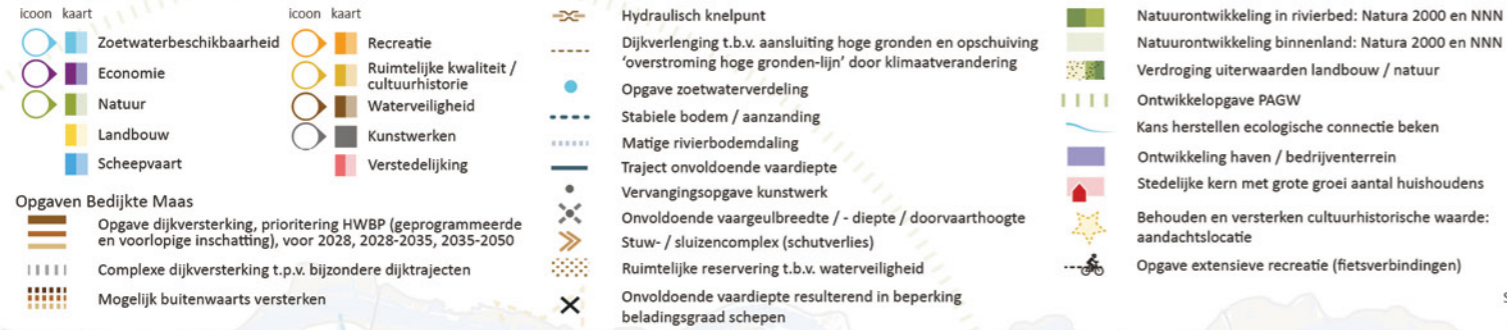 icoon kaart
Zoetwaterbeschikbaarheid
Economie
Natuur
Landbouw
Scheepvaart
icoon kaart
Recreatie
Ruimtelijke kwaliteit /
cultuurhistorie
Waterveiligheid
Kunstwerken
Verstedelijking
Opgaven Bedijkte Maas
Opgave dijkversterking, prioritering HWBP (geprogrammeerde
en voorlopige inschatting), voor 2028, 2028-2035, 2035-2050
Complexe dijkversterking t.p.v. bijzondere dijktrajecten
Mogelijk buitenwaarts versterken
Hydraulisch knelpunt
Dijkverlenging t.b.v. aansluiting hoge gronden en opschuiving
‘overstroming hoge gronden-lijn’ door klimaatverandering
Opgave zoetwaterverdeling
Stabiele bodem / aanzanding
Matige rivierbodemdaling
Traject onvoldoende vaardiepte
Vervangingsopgave kunstwerk
Onvoldoende vaargeulbreedte / - diepte / doorvaarthoogte
Stuw- / sluizencomplex (schutverlies)
Ruimtelijke reservering t.b.v. waterveiligheid
Onvoldoende vaardiepte resulterend in beperking
beladingsgraad schepen
Natuurontwikkeling in rivierbed: Natura 2000 en NNN
Natuurontwikkeling binnenland: Natura 2000 en NNN
Verdroging uiterwaarden landbouw / natuur
Ontwikkelopgave PAGW
Kans herstellen ecologische connectie beken
Ontwikkeling haven / bedrijventerrein
Stedelijke kern met grote groei aantal huishoudens
Behouden en versterken cultuurhistorische waarde:
aandachtslocatie
Opgave extensieve recreatie (fietsverbindingen)